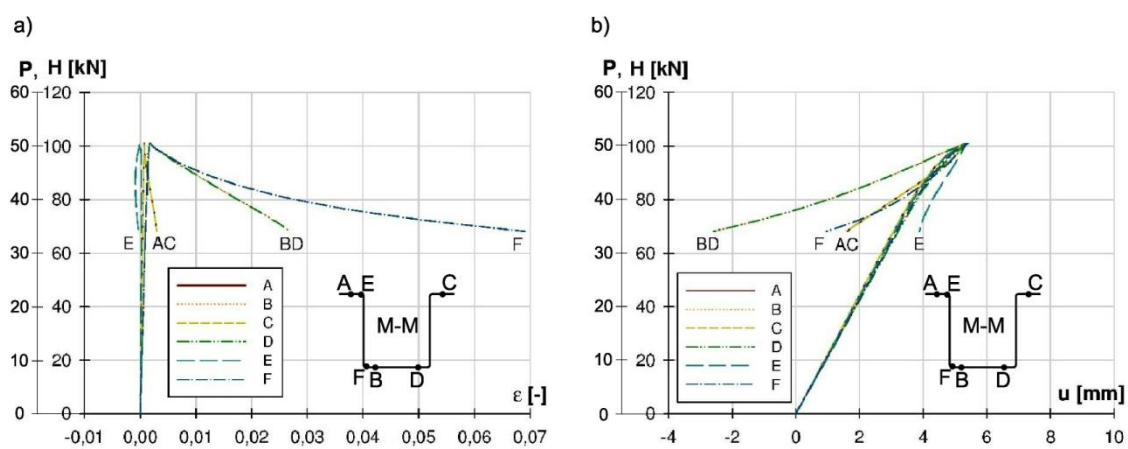 a)
P, H [kN]
60 120
50 100
40 80
30 60
20 40
10 20
0 0
-0,01 0,00 0,01 0,02 0,03 0,04 0,05 0,06 0,07
ε [-]
E AC BD F
A
B
C
D
E
F
A E C
M-M
F B D
b)
P, H [kN]
60 120
50 100
40 80
30 60
20 40
10 20
0 0
-4 -2 0 2 4 6 8 10
u [mm]
BD F AC E
A
B
C
D
E
F
A E C
M-M
F B D